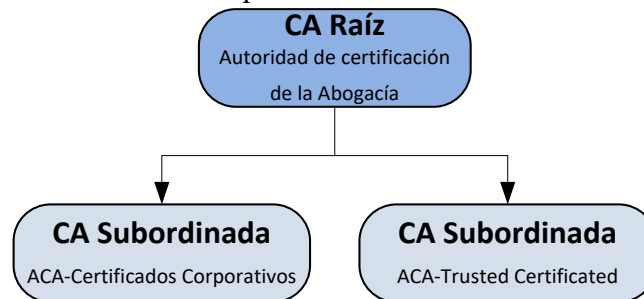 CA Raíz
Autoridad de certificación
de la Abogacía
CA Subordinada
ACA-Certificados Corporativos
CA Subordinada
ACA-Trusted Certificated